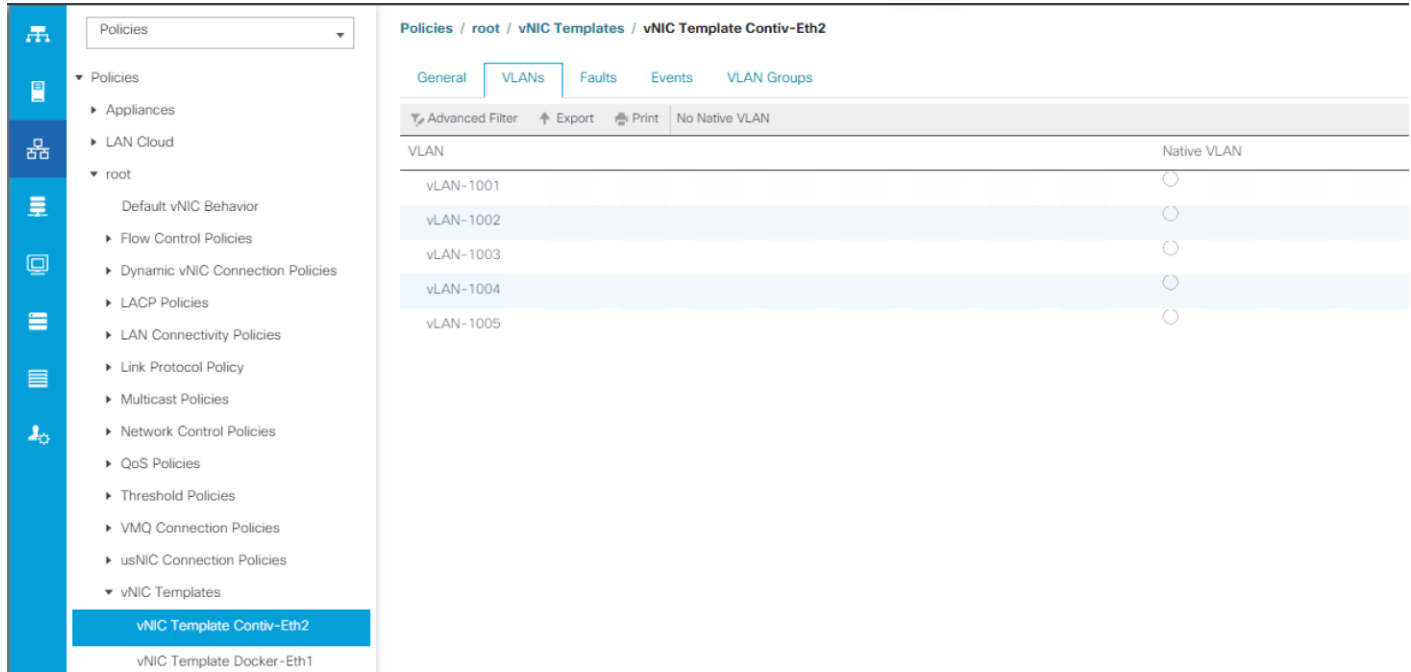 Policies
Policies
Appliances
LAN Cloud
root
Default vNIC Behavior
Flow Control Policies
Dynamic vNIC Connection Policies
LACP Policies
LAN Connectivity Policies
Link Protocol Policy
Multicast Policies
Network Control Policies
QoS Policies
Threshold Policies
VMQ Connection Policies
usNIC Connection Policies
vNIC Templates
vNIC Template Contiv-Eth2
vNIC Template Docker-Eth1
Policies / root / vNIC Templates / vNIC Template Contiv-Eth2
General VLANs Faults Events VLAN Groups
Advanced Filter Export Print No Native VLAN
VLAN Native VLAN
vLAN-1001
vLAN-1002
vLAN-1003
vLAN-1004
vLAN-1005